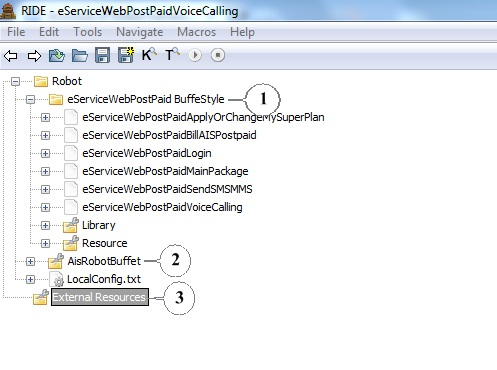 RIDE - eServiceWebPostPaidVoiceCalling
File Edit Tools Navigate Macros Help
K T
Robot
eServiceWebPostPaid BuffeStyle 1
eServiceWebPostPaidApplyOrChangeMySuperPlan
eServiceWebPostPaidBillAISPostpaid
eServiceWebPostPaidLogin
eServiceWebPostPaidMainPackage
eServiceWebPostPaidSendSMSMMS
eServiceWebPostPaidVoiceCalling
Library
Resource
AisRobotBuffet 2
LocalConfig.txt
External Resources 3